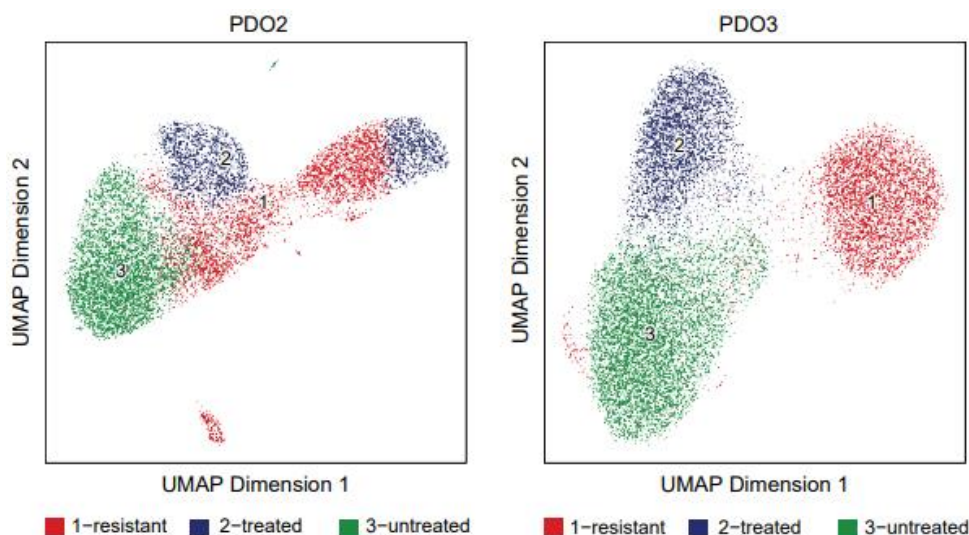 PDO2
UMAP Dimension 2
2
1
3
UMAP Dimension 1
1−resistant 2−treated 3−untreated
PDO3
UMAP Dimension 2
2
1
3
UMAP Dimension 1
1−resistant 2−treated 3−untreated